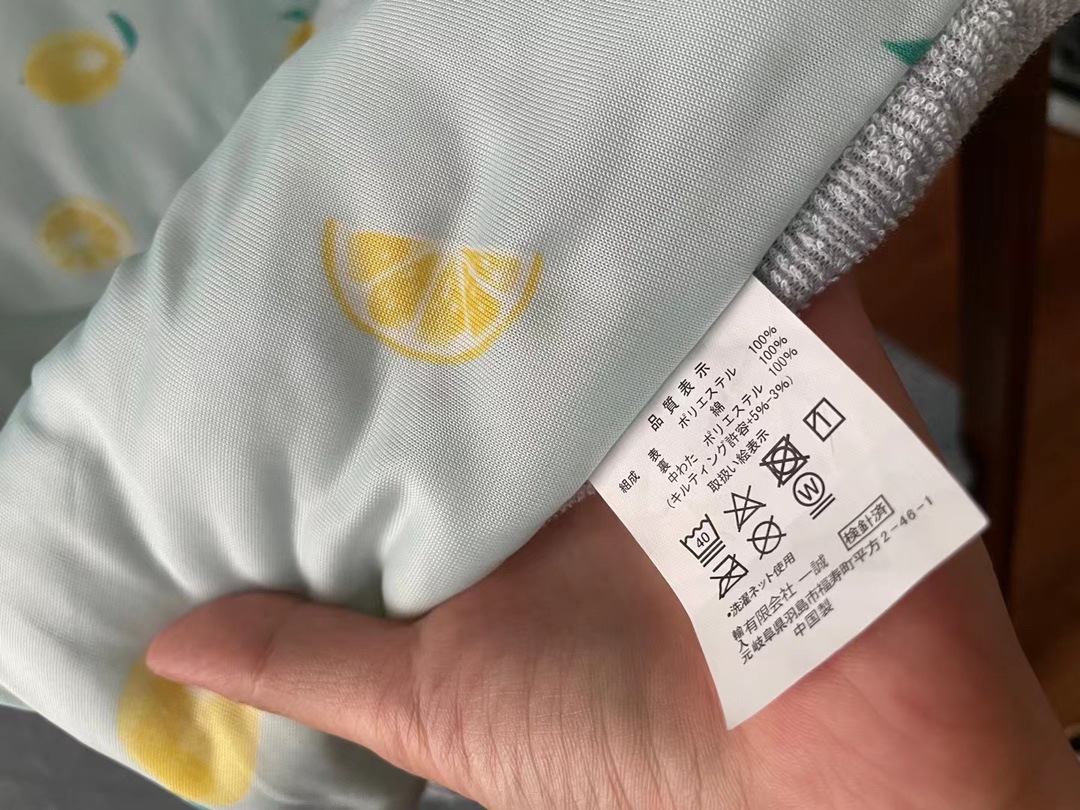 品質表示
組成 表 ポリエステル 100%
裏 綿 100%
中わた ポリエステル 100%
(キルティング許容+5%-3%)
取扱い絵表示
40
W
・洗濯ネット使用
検針済
輸入元 有限会社 一誠
岐阜県羽島市福寿町平方2-46-1
中国製